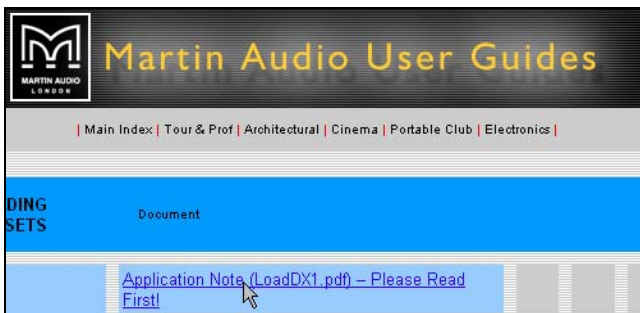 MARTIN AUDIO
LONDON
Martin Audio User Guides
| Main Index | Tour & Prof | Architectural | Cinema | Portable Club | Electronics |
DING
SETS
Document
Application Note (LoadDX1.pdf) – Please Read
First!